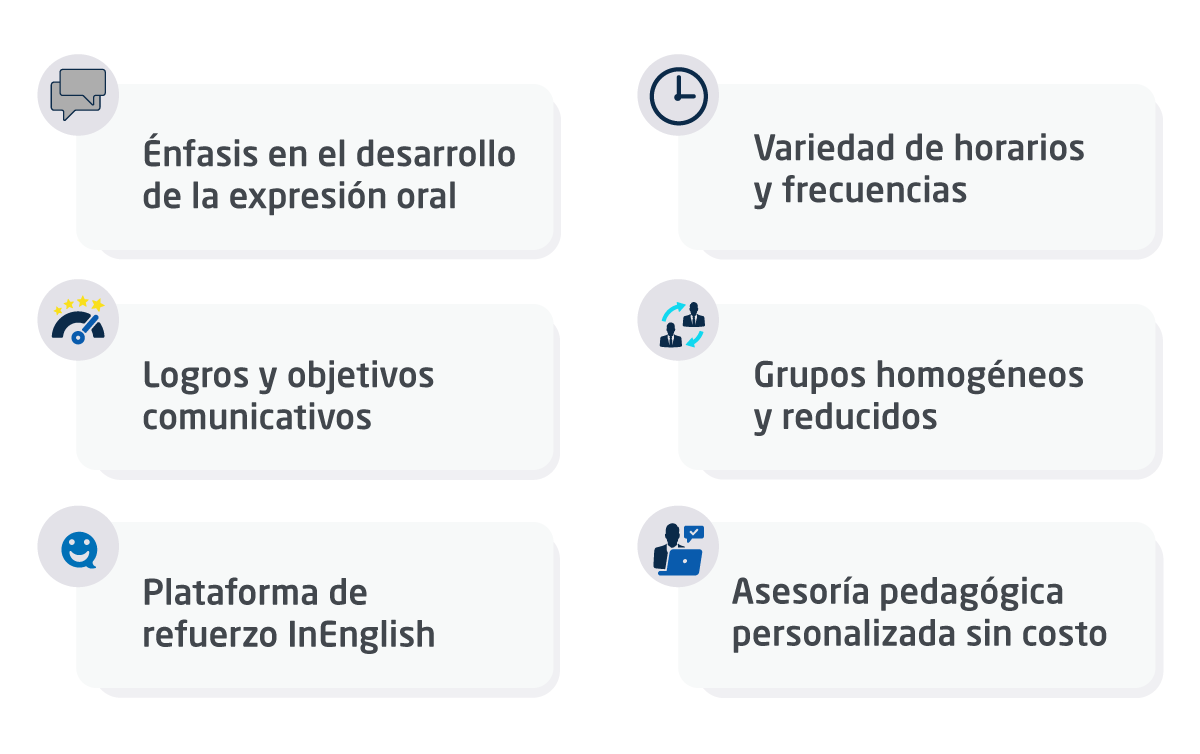 Énfasis en el desarrollo
de la expresión oral
Variedad de horarios
y frecuencias
Logros y objetivos
comunicativos
Grupos homogéneos
y reducidos
Plataforma de
refuerzo InEnglish
Asesoría pedagógica
personalizada sin costo